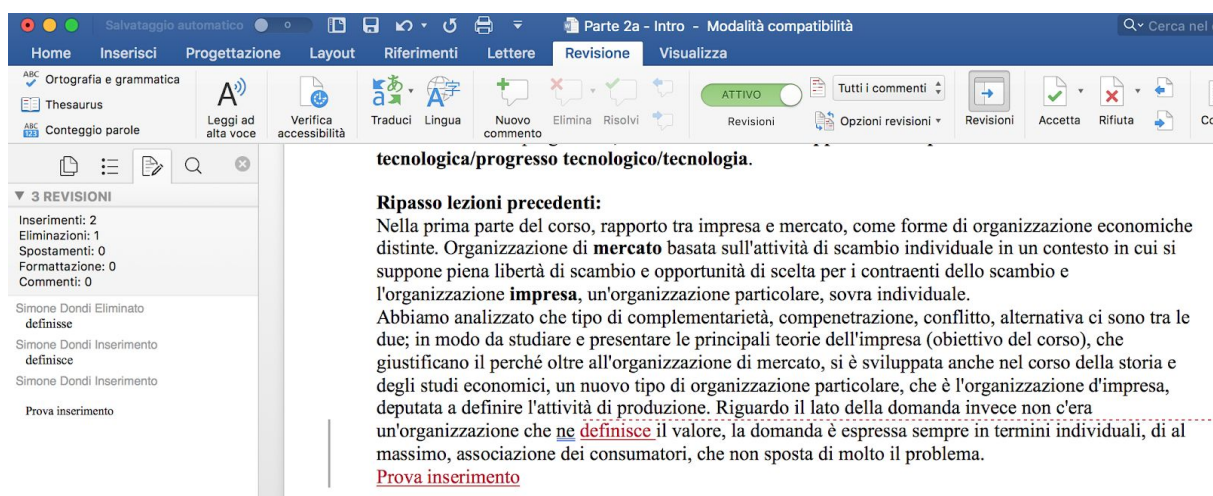 Salvataggio automatico
Parte 2a - Intro - Modalità compatibilità
Cerca nel
Home Inserisci Progettazione Layout Riferimenti Lettere Revisione Visualizza
ABC Ortografia e grammatica
Thesaurus
ABC 123 Conteggio parole
Leggi ad alta voce
Verifica accessibilità
Traduci
Lingua
Nuovo commento
Elimina
Risolvi
ATTIVO
Revisioni
Tutti i commenti
Opzioni revisioni
Revisioni
Accetta
Rifiuta
3 REVISIONI
Inserimenti: 2
Eliminazioni: 1
Spostamenti: 0
Formattazione: 0
Commenti: 0
Simone Dondi Eliminato
definisse
Simone Dondi Inserimento
definisce
Simone Dondi Inserimento
Prova inserimento
tecnologica/progresso tecnologico/tecnologia.
Ripasso lezioni precedenti:
Nella prima parte del corso, rapporto tra impresa e mercato, come forme di organizzazione economiche
distinte. Organizzazione di mercato basata sull'attività di scambio individuale in un contesto in cui si
suppone piena libertà di scambio e opportunità di scelta per i contraenti dello scambio e
l'organizzazione impresa, un'organizzazione particolare, sovra individuale.
Abbiamo analizzato che tipo di complementarietà, compenetrazione, conflitto, alternativa ci sono tra le
due; in modo da studiare e presentare le principali teorie dell'impresa (obiettivo del corso), che
giustificano il perché oltre all'organizzazione di mercato, si è sviluppata anche nel corso della storia e
degli studi economici, un nuovo tipo di organizzazione particolare, che è l'organizzazione d'impresa,
deputata a definire l'attività di produzione. Riguardo il lato della domanda invece non c'era
un'organizzazione che ne definisce il valore, la domanda è espressa sempre in termini individuali, di al
massimo, associazione dei consumatori, che non sposta di molto il problema.
Prova inserimento